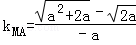 k_MA = (√(a²+2a) − √(2a)) / (−a)